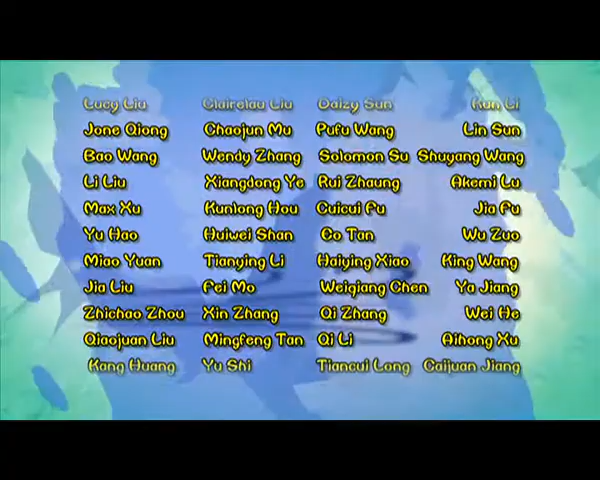 Lucy Liu Clairelau Liu Daizy Sun Kun Li
Jone Qiong Chaojun Mu Pufu Wang Lin Sun
Bao Wang Wendy Zhang Solomon Su Shuyang Wang
Li Liu Xiangdong Ye Rui Zhaung Akemi Lu
Max Xu Kunlong Hou Cuicui Fu Jia Fu
Yu Hao Huiwei Shan Bo Tan Wu Zuo
Miao Yuan Tianying Li Haiying Xiao King Wang
Jia Liu Fei Mo Weiqiang Chen Ya Jiang
Zhichao Zhou Xin Zhang Qi Zhang Wei He
Qiaojuan Liu Mingfeng Tan Qi Li Aihong Xu
Kang Huang Yu Shi Tiancui Long Caijuan Jiang